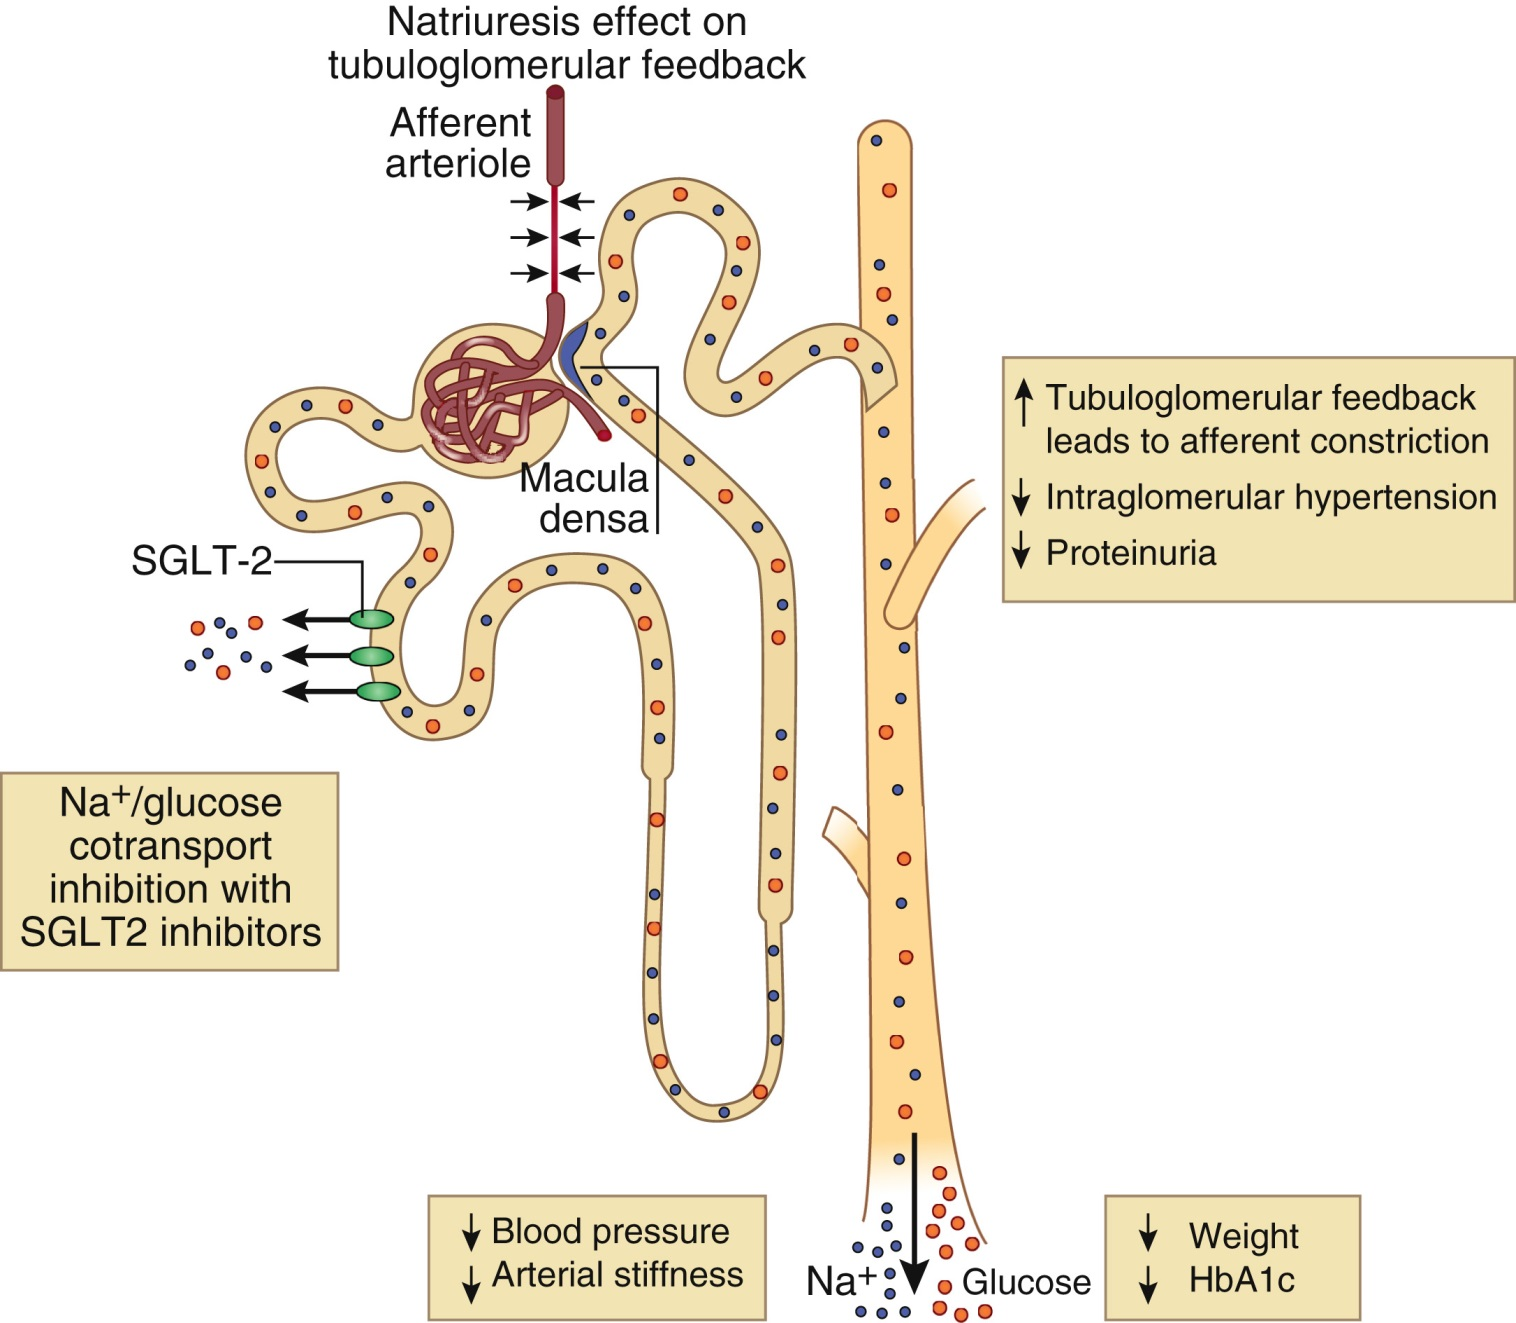 Natriuresis effect on
tubuloglomerular feedback
Afferent
arteriole
↑ Tubuloglomerular feedback
leads to afferent constriction
↓ Intraglomerular hypertension
↓ Proteinuria
Macula
densa
SGLT-2
Na+/glucose
cotransport
inhibition with
SGLT2 inhibitors
↓ Blood pressure
↓ Arterial stiffness
Na+
Glucose
↓ Weight
↓ HbA1c